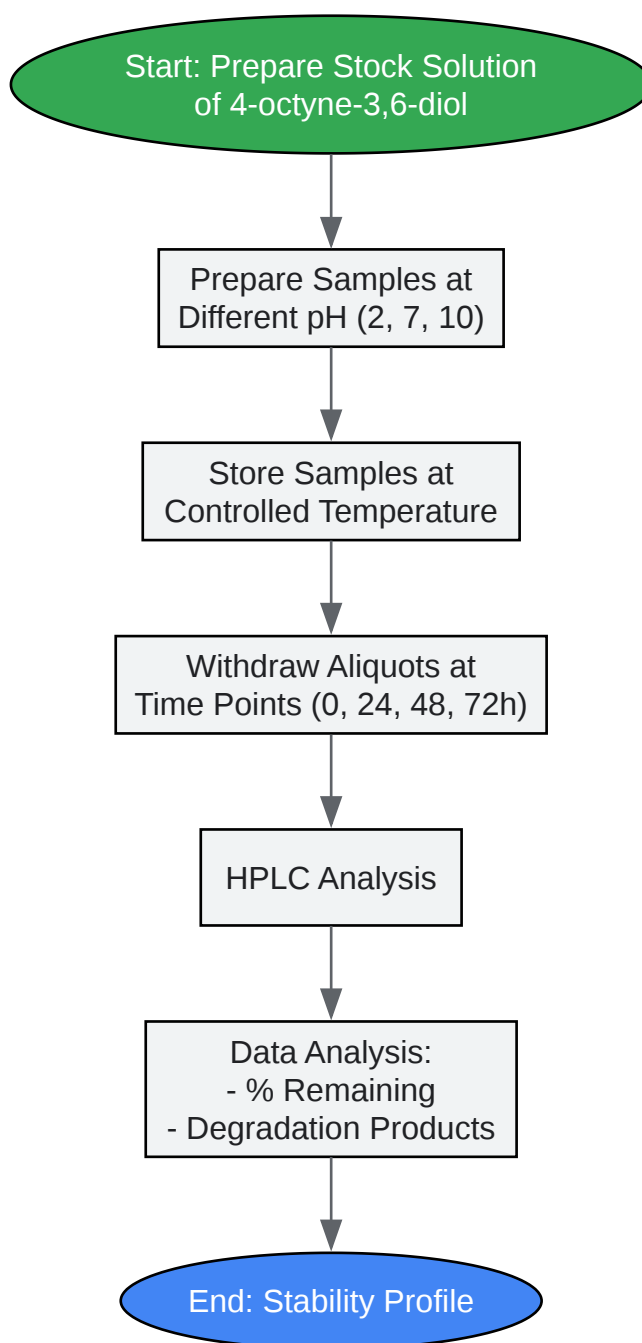 Start: Prepare Stock Solution
of 4-octyne-3,6-diol
Prepare Samples at
Different pH (2, 7, 10)
Store Samples at
Controlled Temperature
Withdraw Aliquots at
Time Points (0, 24, 48, 72h)
HPLC Analysis
Data Analysis:
- % Remaining
- Degradation Products
End: Stability Profile